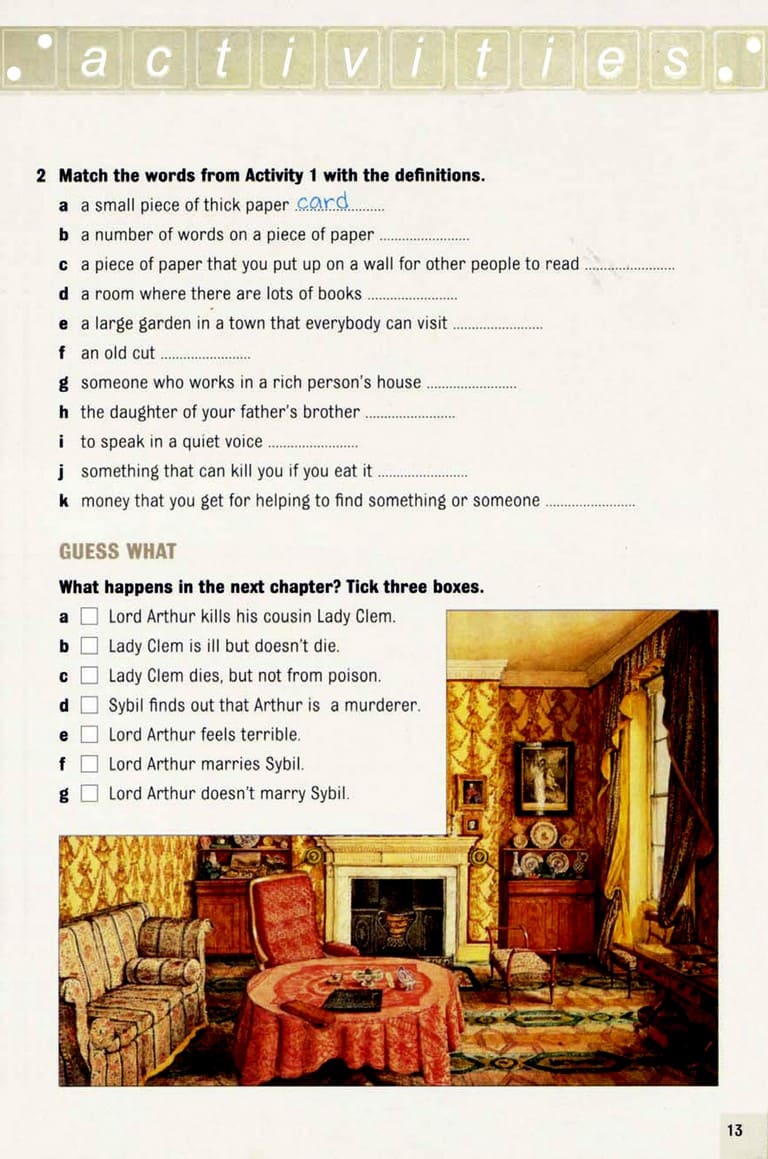 activities
2 Match the words from Activity 1 with the definitions.
a a small piece of thick paper card..........
b a number of words on a piece of paper ........................
c a piece of paper that you put up on a wall for other people to read ........................
d a room where there are lots of books ........................
e a large garden in a town that everybody can visit ........................
f an old cut ........................
g someone who works in a rich person's house ........................
h the daughter of your father's brother ........................
i to speak in a quiet voice ........................
j something that can kill you if you eat it ........................
k money that you get for helping to find something or someone ........................
GUESS WHAT
What happens in the next chapter? Tick three boxes.
a Lord Arthur kills his cousin Lady Clem.
b Lady Clem is ill but doesn't die.
c Lady Clem dies, but not from poison.
d Sybil finds out that Arthur is a murderer.
e Lord Arthur feels terrible.
f Lord Arthur marries Sybil.
g Lord Arthur doesn't marry Sybil.
13